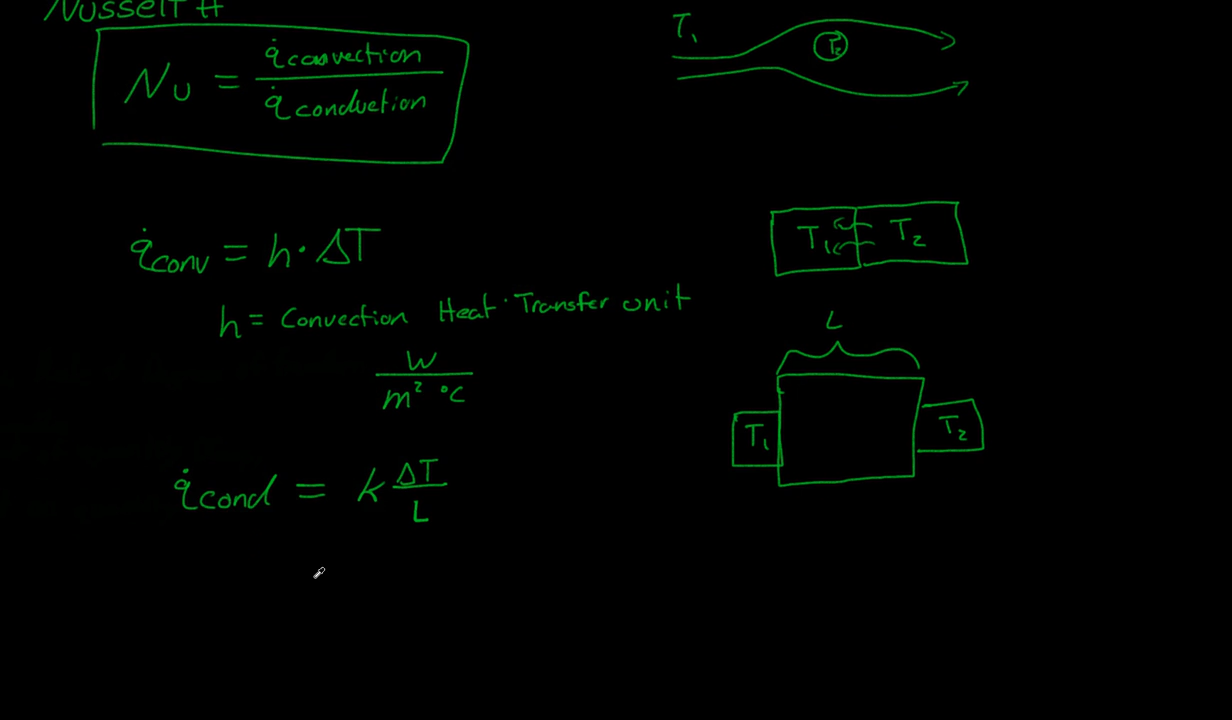 Nusselt #
Nu = q̇convection / q̇conduction
T₁
T₂
q̇conv = h · ΔT
T₁ T₂
h = Convection Heat · Transfer unit
W / m² °C
L
T₁ T₂
q̇cond = k ΔT / L